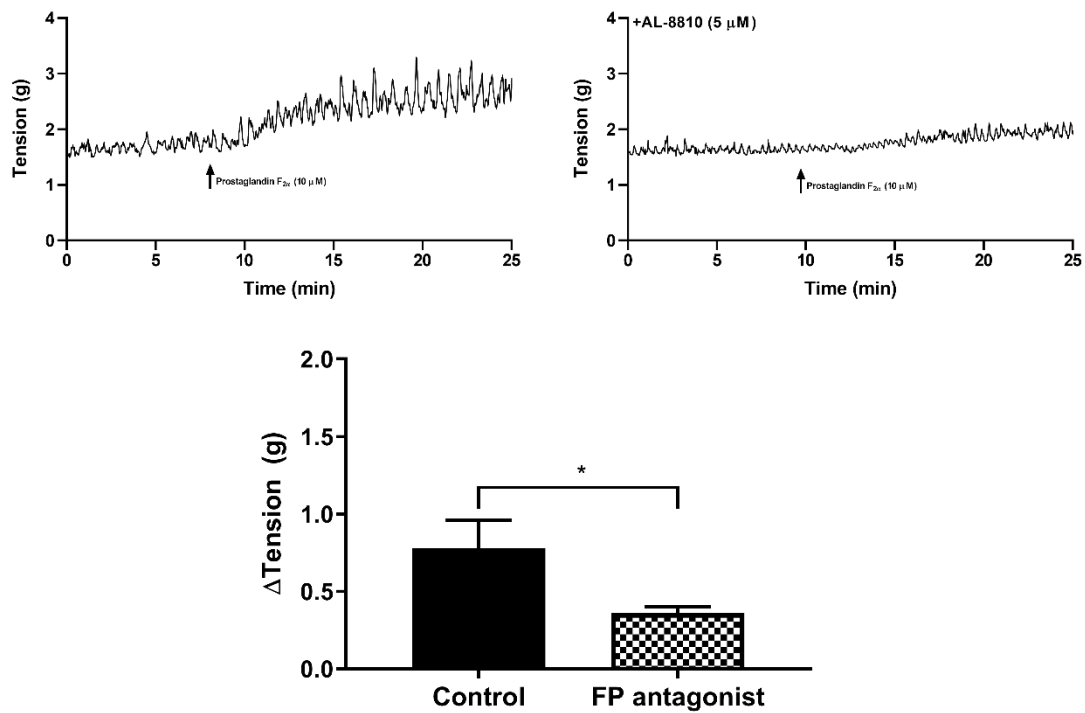 4
3
2
1
0
Tension (g)
Prostaglandin F2α (10 μM)
0 5 10 15 20 25
Time (min)
+AL-8810 (5 μM)
4
3
2
1
0
Tension (g)
Prostaglandin F2α (10 μM)
0 5 10 15 20 25
Time (min)
2.0
1.5
1.0
0.5
0.0
ΔTension (g)
*
Control FP antagonist